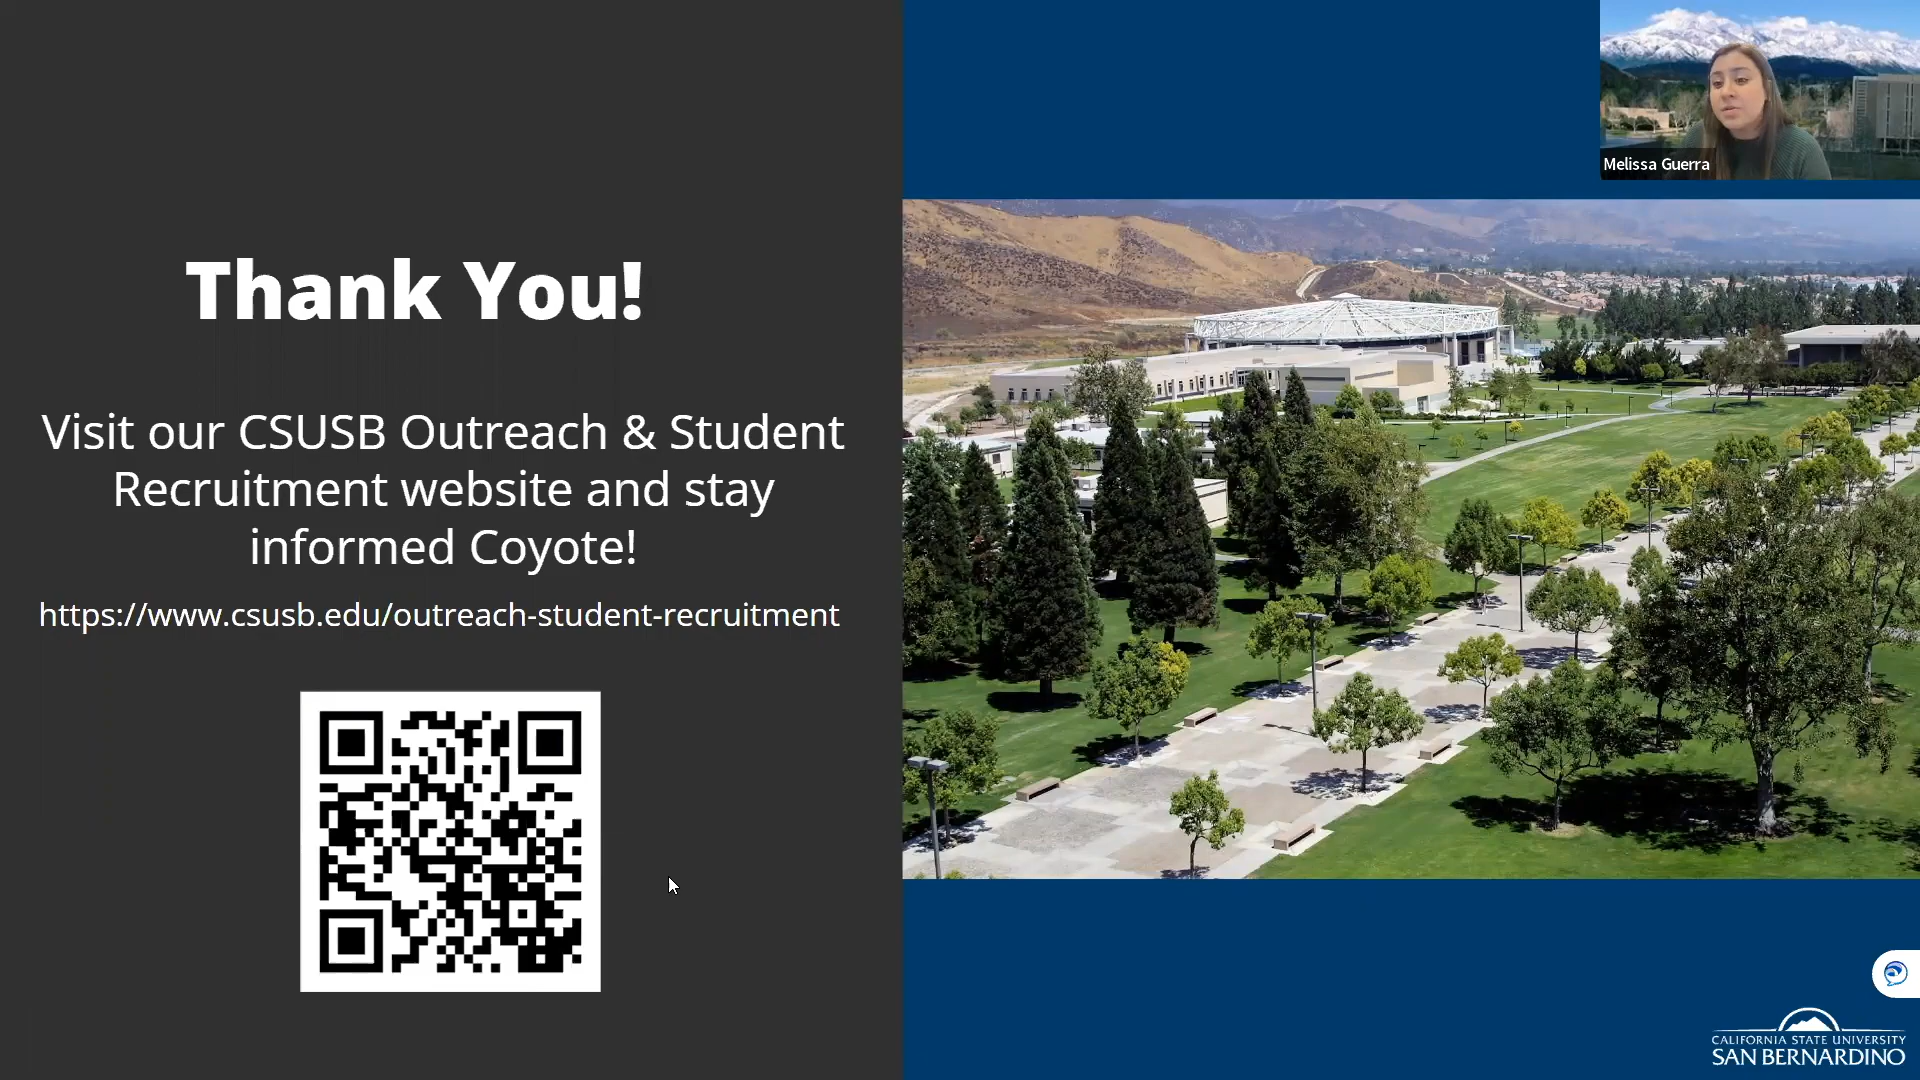 Thank You!
Visit our CSUSB Outreach & Student
Recruitment website and stay
informed Coyote!
https://www.csusb.edu/outreach-student-recruitment
Melissa Guerra
CALIFORNIA STATE UNIVERSITY
SAN BERNARDINO